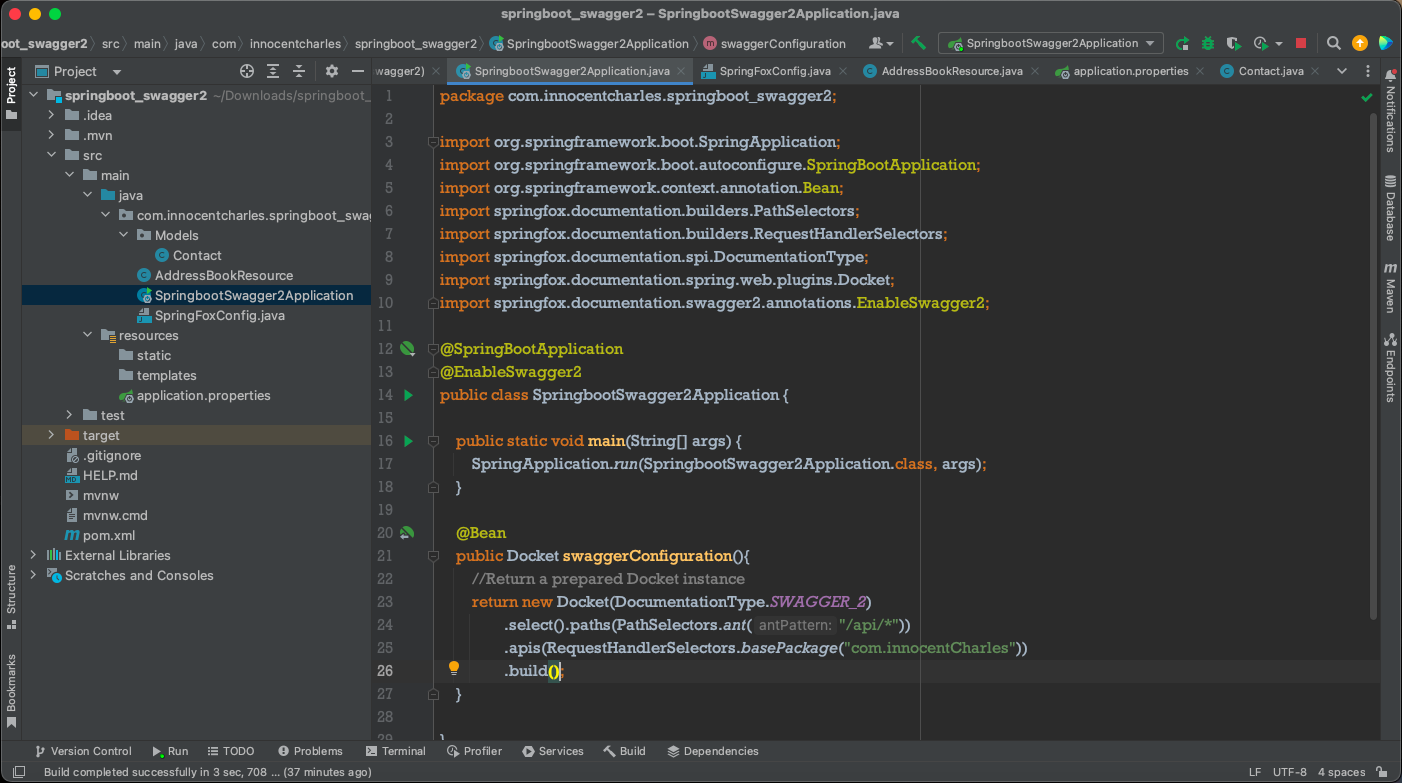 springboot_swagger2 – SpringbootSwagger2Application.java
oot_swagger2 src main java com innocentcharles springboot_swagger2 SpringbootSwagger2Application swaggerConfiguration SpringbootSwagger2Application
Project wagger2) SpringbootSwagger2Application.java SpringFoxConfig.java AddressBookResource.java application.properties Contact.java
Project
Structure
Bookmarks
springboot_swagger2 ~/Downloads/springboot_
.idea
.mvn
src
main
java
com.innocentcharles.springboot_swag
Models
Contact
AddressBookResource
SpringbootSwagger2Application
SpringFoxConfig.java
resources
static
templates
application.properties
test
target
.gitignore
HELP.md
mvnw
mvnw.cmd
pom.xml
External Libraries
Scratches and Consoles
1 package com.innocentcharles.springboot_swagger2;
2
3 import org.springframework.boot.SpringApplication;
4 import org.springframework.boot.autoconfigure.SpringBootApplication;
5 import org.springframework.context.annotation.Bean;
6 import springfox.documentation.builders.PathSelectors;
7 import springfox.documentation.builders.RequestHandlerSelectors;
8 import springfox.documentation.spi.DocumentationType;
9 import springfox.documentation.spring.web.plugins.Docket;
10 import springfox.documentation.swagger2.annotations.EnableSwagger2;
11
12 @SpringBootApplication
13 @EnableSwagger2
14 public class SpringbootSwagger2Application {
15
16 public static void main(String[] args) {
17 SpringApplication.run(SpringbootSwagger2Application.class, args);
18 }
19
20 @Bean
21 public Docket swaggerConfiguration(){
22 //Return a prepared Docket instance
23 return new Docket(DocumentationType.SWAGGER_2)
24 .select().paths(PathSelectors.ant( antPattern: "/api/*"))
25 .apis(RequestHandlerSelectors.basePackage("com.innocentCharles"))
26 .build();
27 }
28
29 }
Notifications
Database
Maven
Endpoints
Version Control Run TODO Problems Terminal Profiler Services Build Dependencies
Build completed successfully in 3 sec, 708 ... (37 minutes ago) LF UTF-8 4 spaces